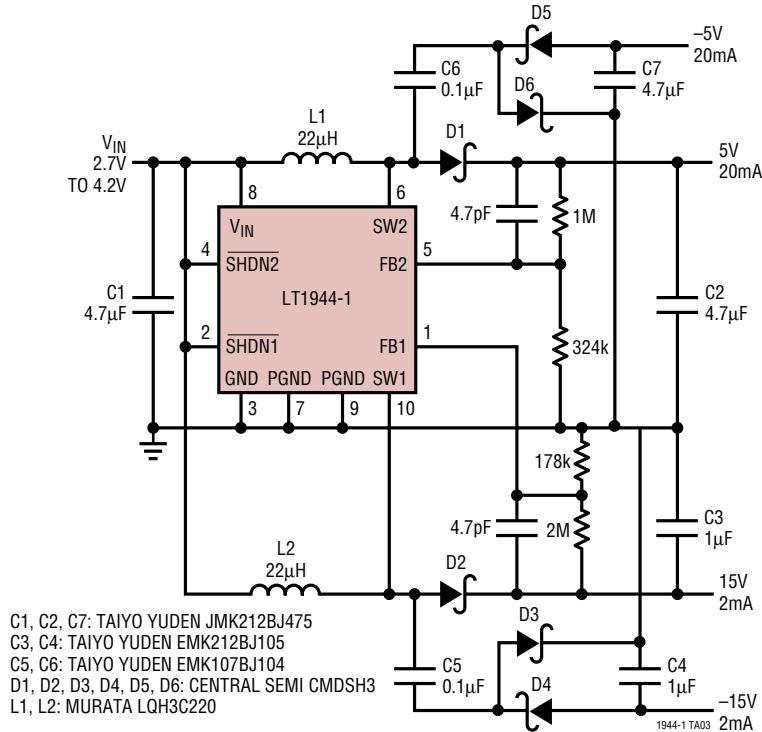 D5
–5V
20mA
C6
0.1µF
D6
C7
4.7µF
L1
22µH
D1
VIN
2.7V
TO 4.2V
5V
20mA
8
6
4.7pF
1M
VIN
SW2
4
SHDN2
FB2
5
LT1944-1
C1
4.7µF
C2
4.7µF
2
SHDN1
FB1
1
324k
GND PGND PGND SW1
3
7
9
10
178k
4.7pF
2M
C3
1µF
L2
22µH
D2
15V
2mA
D3
C5
0.1µF
D4
C4
1µF
–15V
2mA
C1, C2, C7: TAIYO YUDEN JMK212BJ475
C3, C4: TAIYO YUDEN EMK212BJ105
C5, C6: TAIYO YUDEN EMK107BJ104
D1, D2, D3, D4, D5, D6: CENTRAL SEMI CMDSH3
L1, L2: MURATA LQH3C220
1944-1 TA03